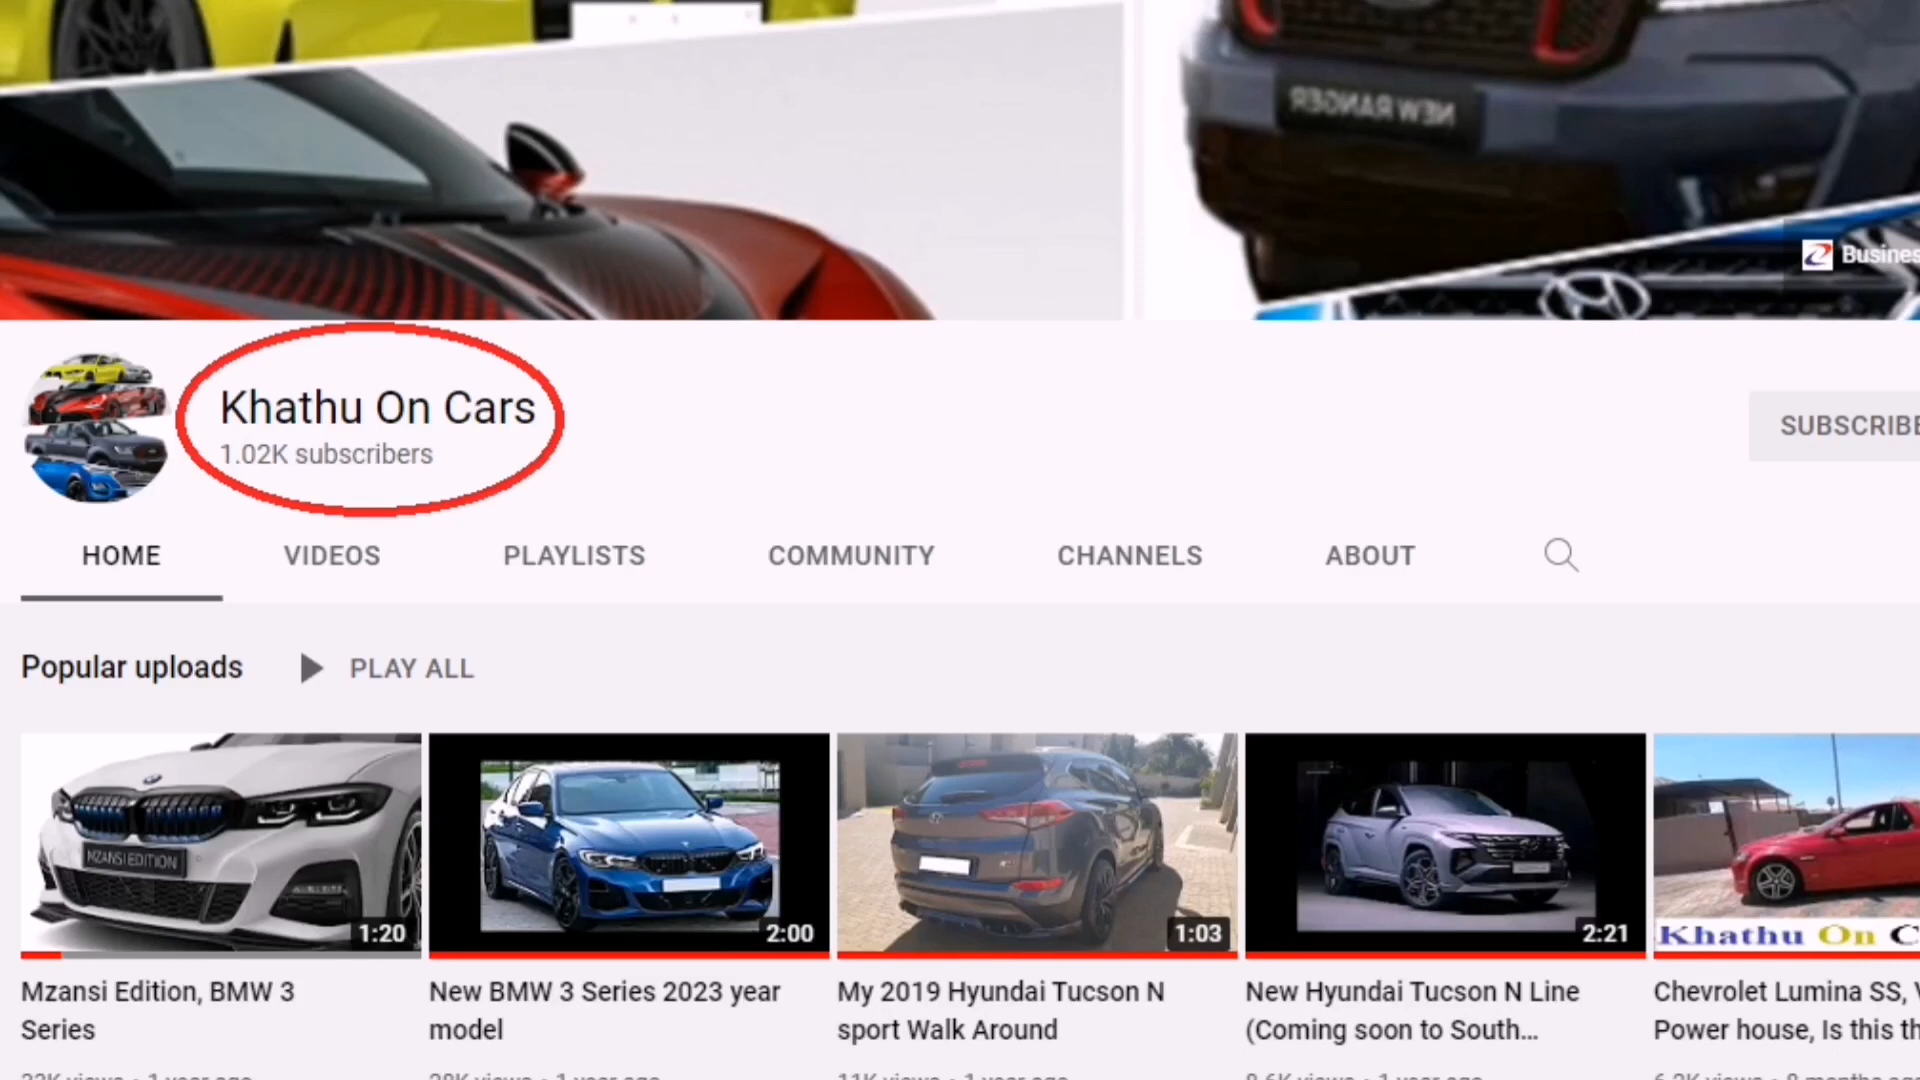 NEW RANGER
Khathu On Cars
1.02K subscribers
HOME VIDEOS PLAYLISTS COMMUNITY CHANNELS ABOUT
Popular uploads PLAY ALL
MZANSI EDITION
1:20
2:00
1:03
2:21
Khathu On C
Mzansi Edition, BMW 3
Series
New BMW 3 Series 2023 year
model
My 2019 Hyundai Tucson N
sport Walk Around
New Hyundai Tucson N Line
(Coming soon to South...
Chevrolet Lumina SS,
Power house, Is this